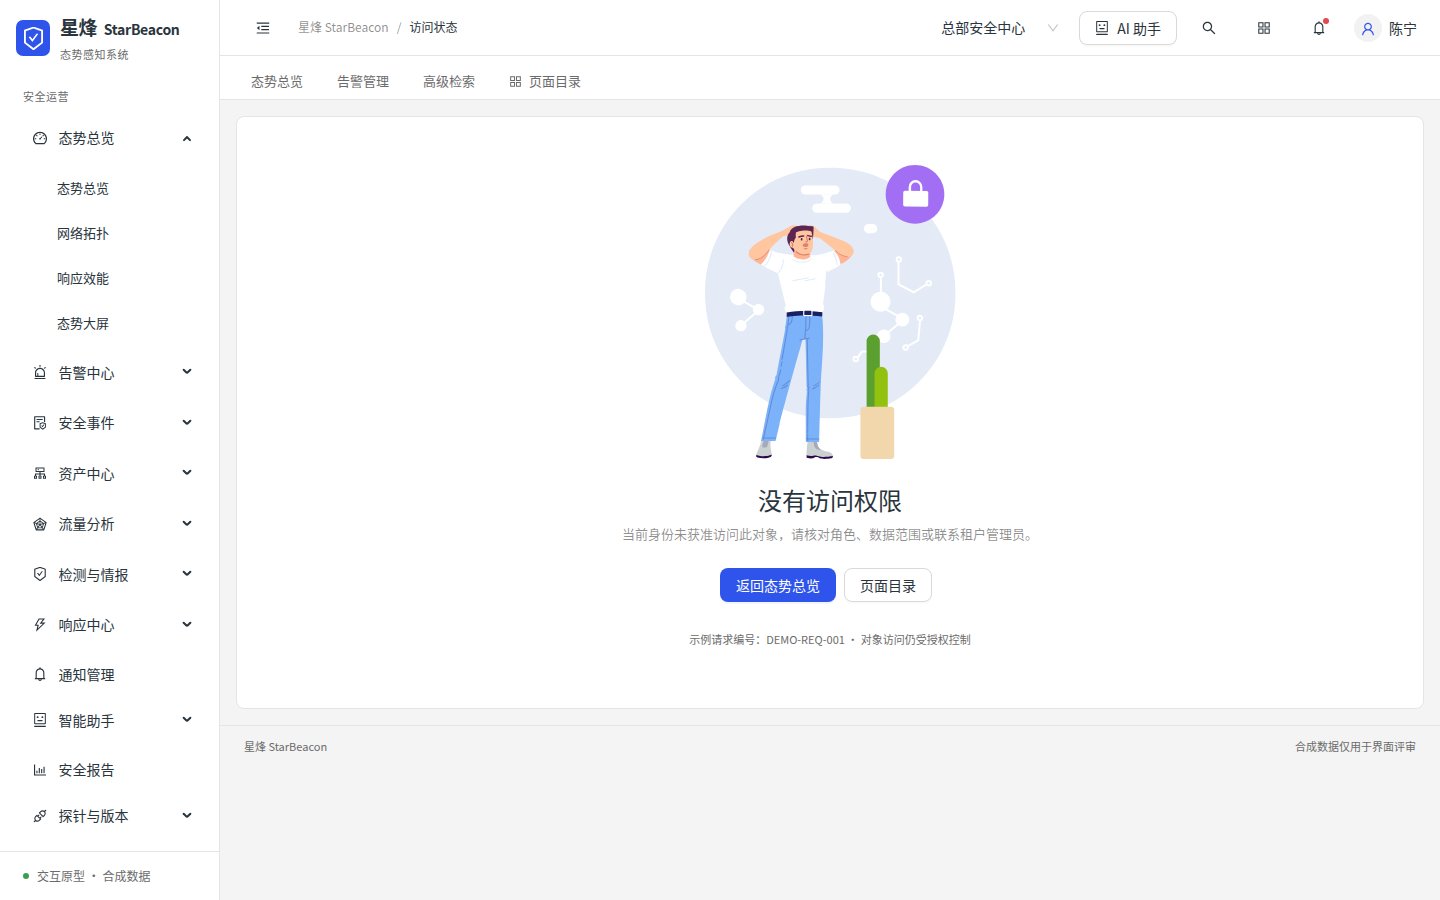 星烽 StarBeacon
态势感知系统
安全运营
态势总览
态势总览
网络拓扑
响应效能
态势大屏
告警中心
安全事件
资产中心
流量分析
检测与情报
响应中心
通知管理
智能助手
安全报告
探针与版本
交互原型 · 合成数据
星烽 StarBeacon / 访问状态
总部安全中心
AI 助手
陈宁
态势总览 告警管理 高级检索 页面目录
没有访问权限
当前身份未获准访问此对象，请核对角色、数据范围或联系租户管理员。
返回态势总览 页面目录
示例请求编号：DEMO-REQ-001 · 对象访问仍受授权控制
星烽 StarBeacon
合成数据仅用于界面评审